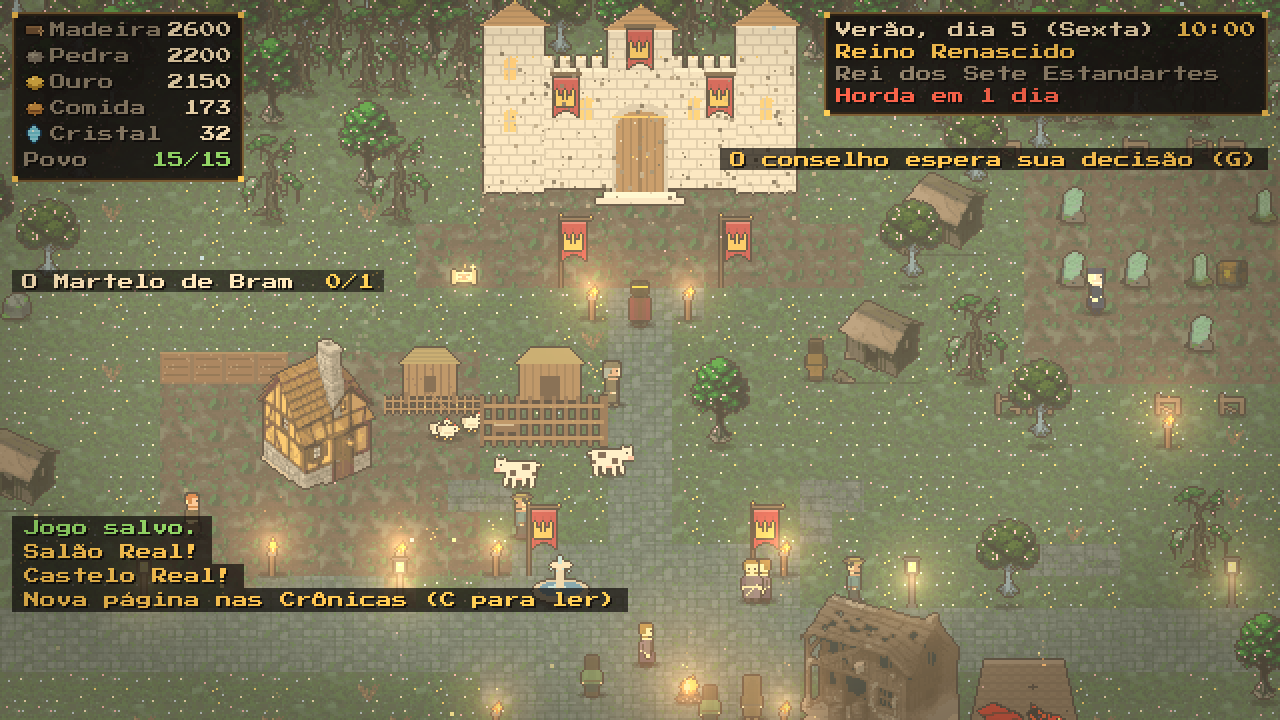 Madeira 2600
Pedra 2200
Ouro 2150
Comida 173
Cristal 32
Povo 15/15
Verão, dia 5 (Sexta) 10:00
Reino Renascido
Rei dos Sete Estandartes
Horda em 1 dia
O conselho espera sua decisão (G)
O Martelo de Bram 0/1
Jogo salvo.
Salão Real!
Castelo Real!
Nova página nas Crônicas (C para ler)